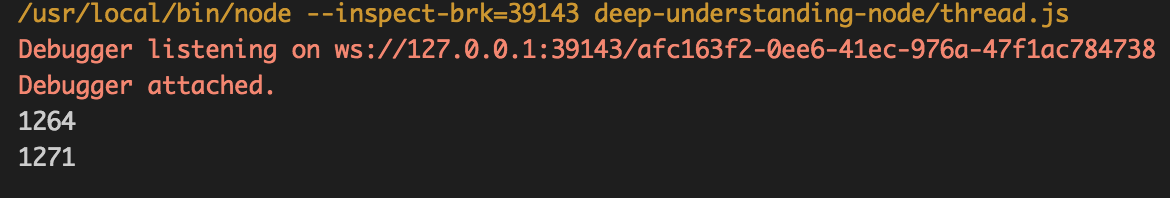 /usr/local/bin/node --inspect-brk=39143 deep-understanding-node/thread.js
Debugger listening on ws://127.0.0.1:39143/afc163f2-0ee6-41ec-976a-47f1ac784738
Debugger attached.
1264
1271